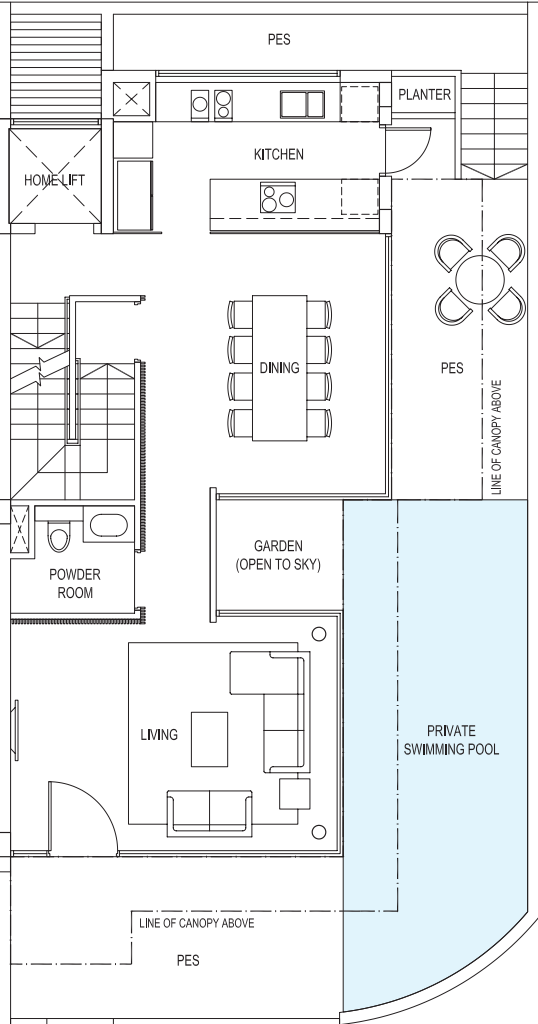 PES
PLANTER
KITCHEN
HOME LIFT
DINING
PES
LINE OF CANOPY ABOVE
GARDEN
(OPEN TO SKY)
POWDER
ROOM
LIVING
PRIVATE
SWIMMING POOL
LINE OF CANOPY ABOVE
PES